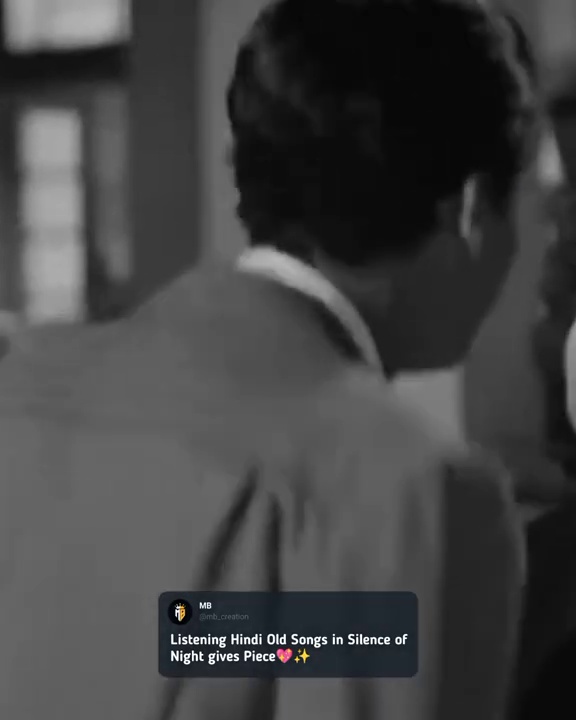 MB
@mb_creation
Listening Hindi Old Songs in Silence of
Night gives Piece💖✨